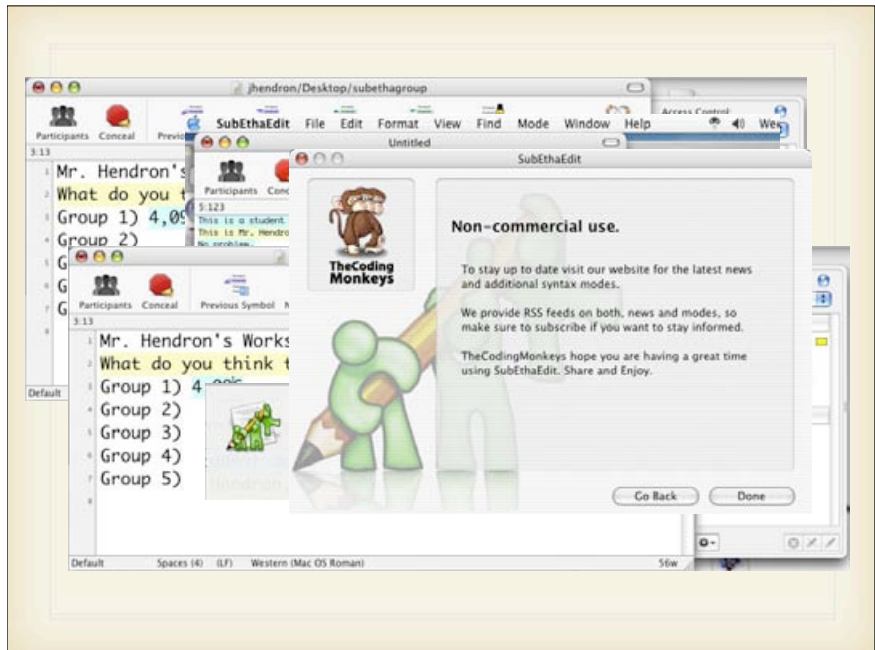 jhendron/Desktop/subethagroup
Participants Conceal
Access Control:
SubEthaEdit File Edit Format View Find Mode Window Help
3:13
Mr. Hendron's
What do you t
Group 1) 4,09
Group 2)
G
G
G
Default
Untitled
Participants
5:123
This is a student
This is Mr. Hendro
No problem.
3:13
Participants Conceal Previous Symbol
Mr. Hendron's Works
What do you think t
Group 1)
Group 2)
Group 3)
Group 4)
Group 5)
Default Spaces (4) (LF) Western (Mac OS Roman) 56w
SubEthaEdit
TheCoding
Monkeys
Non-commercial use.
To stay up to date visit our website for the latest news
and additional syntax modes.
We provide RSS feeds on both, news and modes, so
make sure to subscribe if you want to stay informed.
TheCodingMonkeys hope you are having a great time
using SubEthaEdit. Share and Enjoy.
Go Back Done